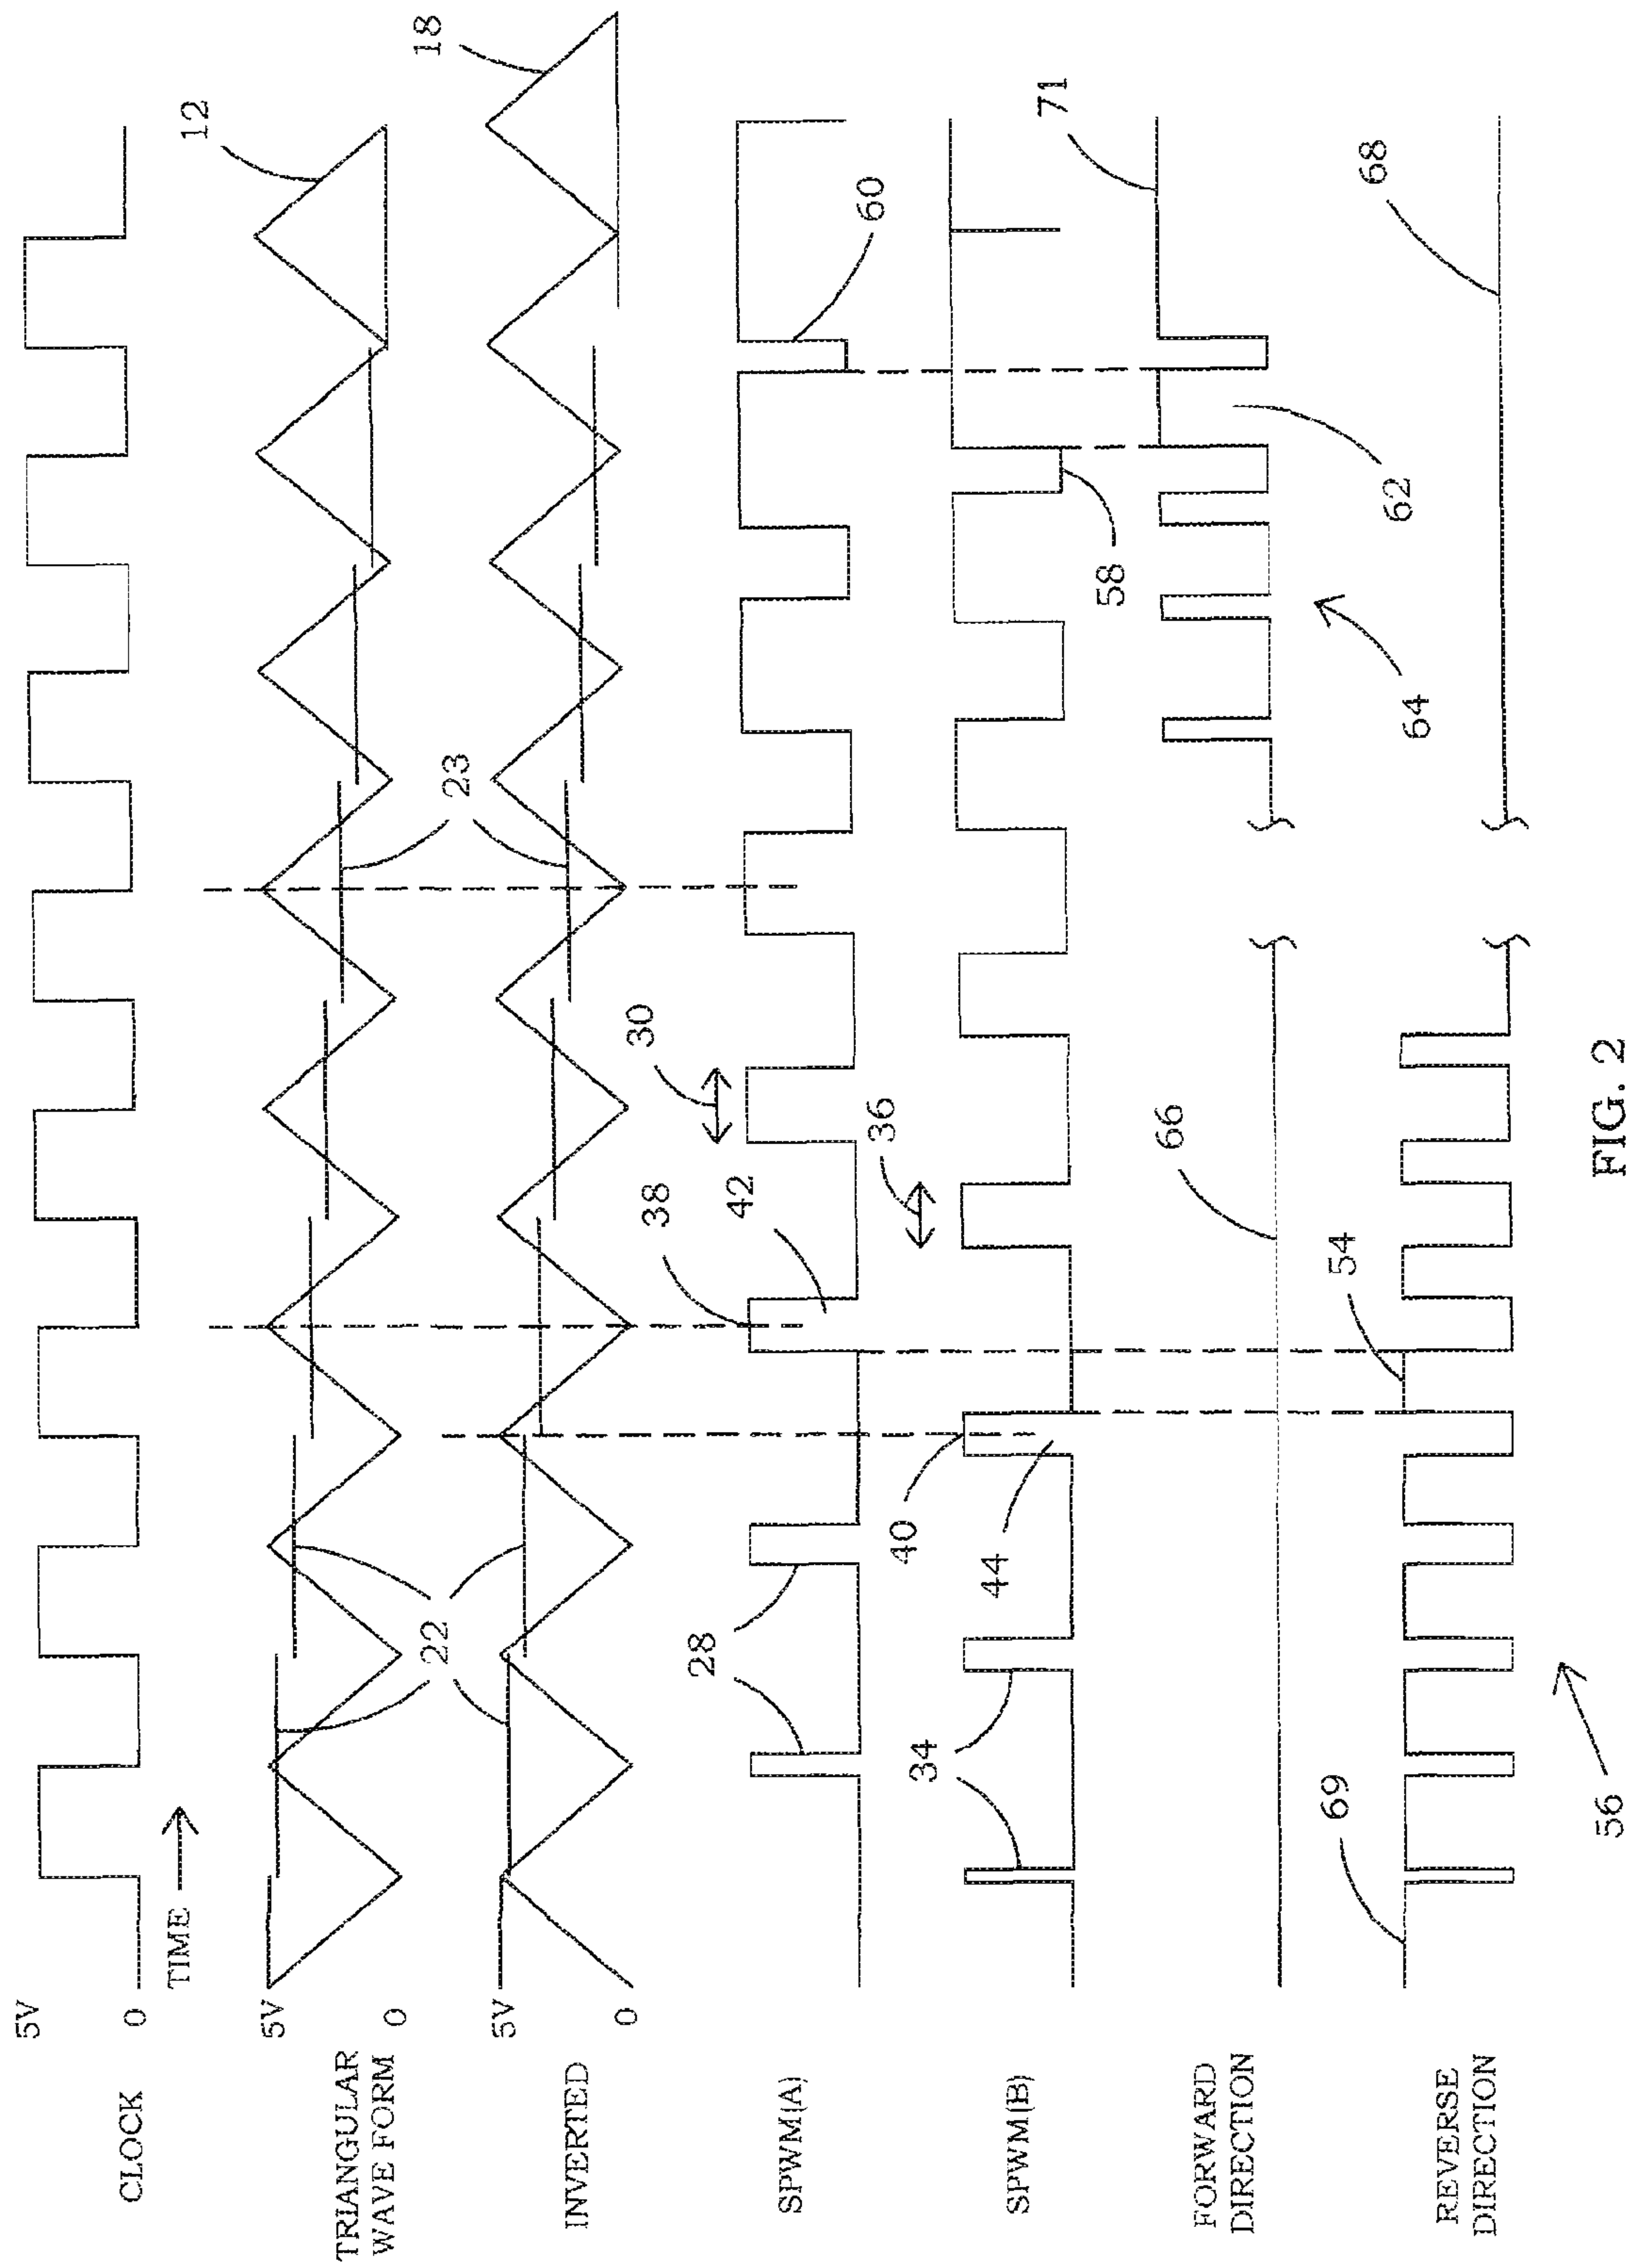 5V
0
CLOCK
TIME
12
5V
0
TRIANGULAR
WAVE FORM
22
23
18
5V
0
INVERTED
28
38
42
30
60
SPWM(A)
34
40
44
36
58
SPWM(B)
66
71
62
64
FORWARD
DIRECTION
69
54
68
56
REVERSE
DIRECTION
FIG. 2